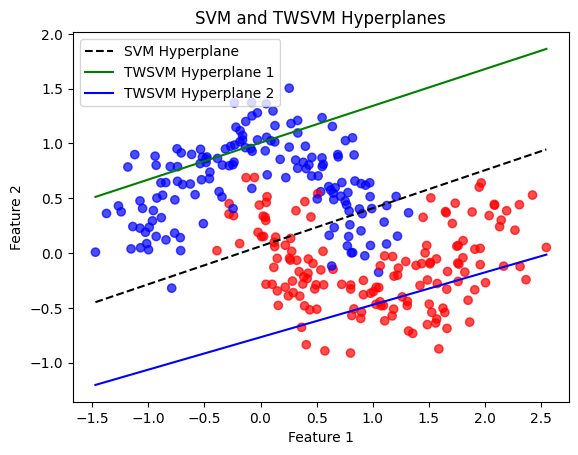 SVM and TWSVM Hyperplanes
SVM Hyperplane
TWSVM Hyperplane 1
TWSVM Hyperplane 2
Feature 2
2.0
1.5
1.0
0.5
0.0
−0.5
−1.0
−1.5 −1.0 −0.5 0.0 0.5 1.0 1.5 2.0 2.5
Feature 1